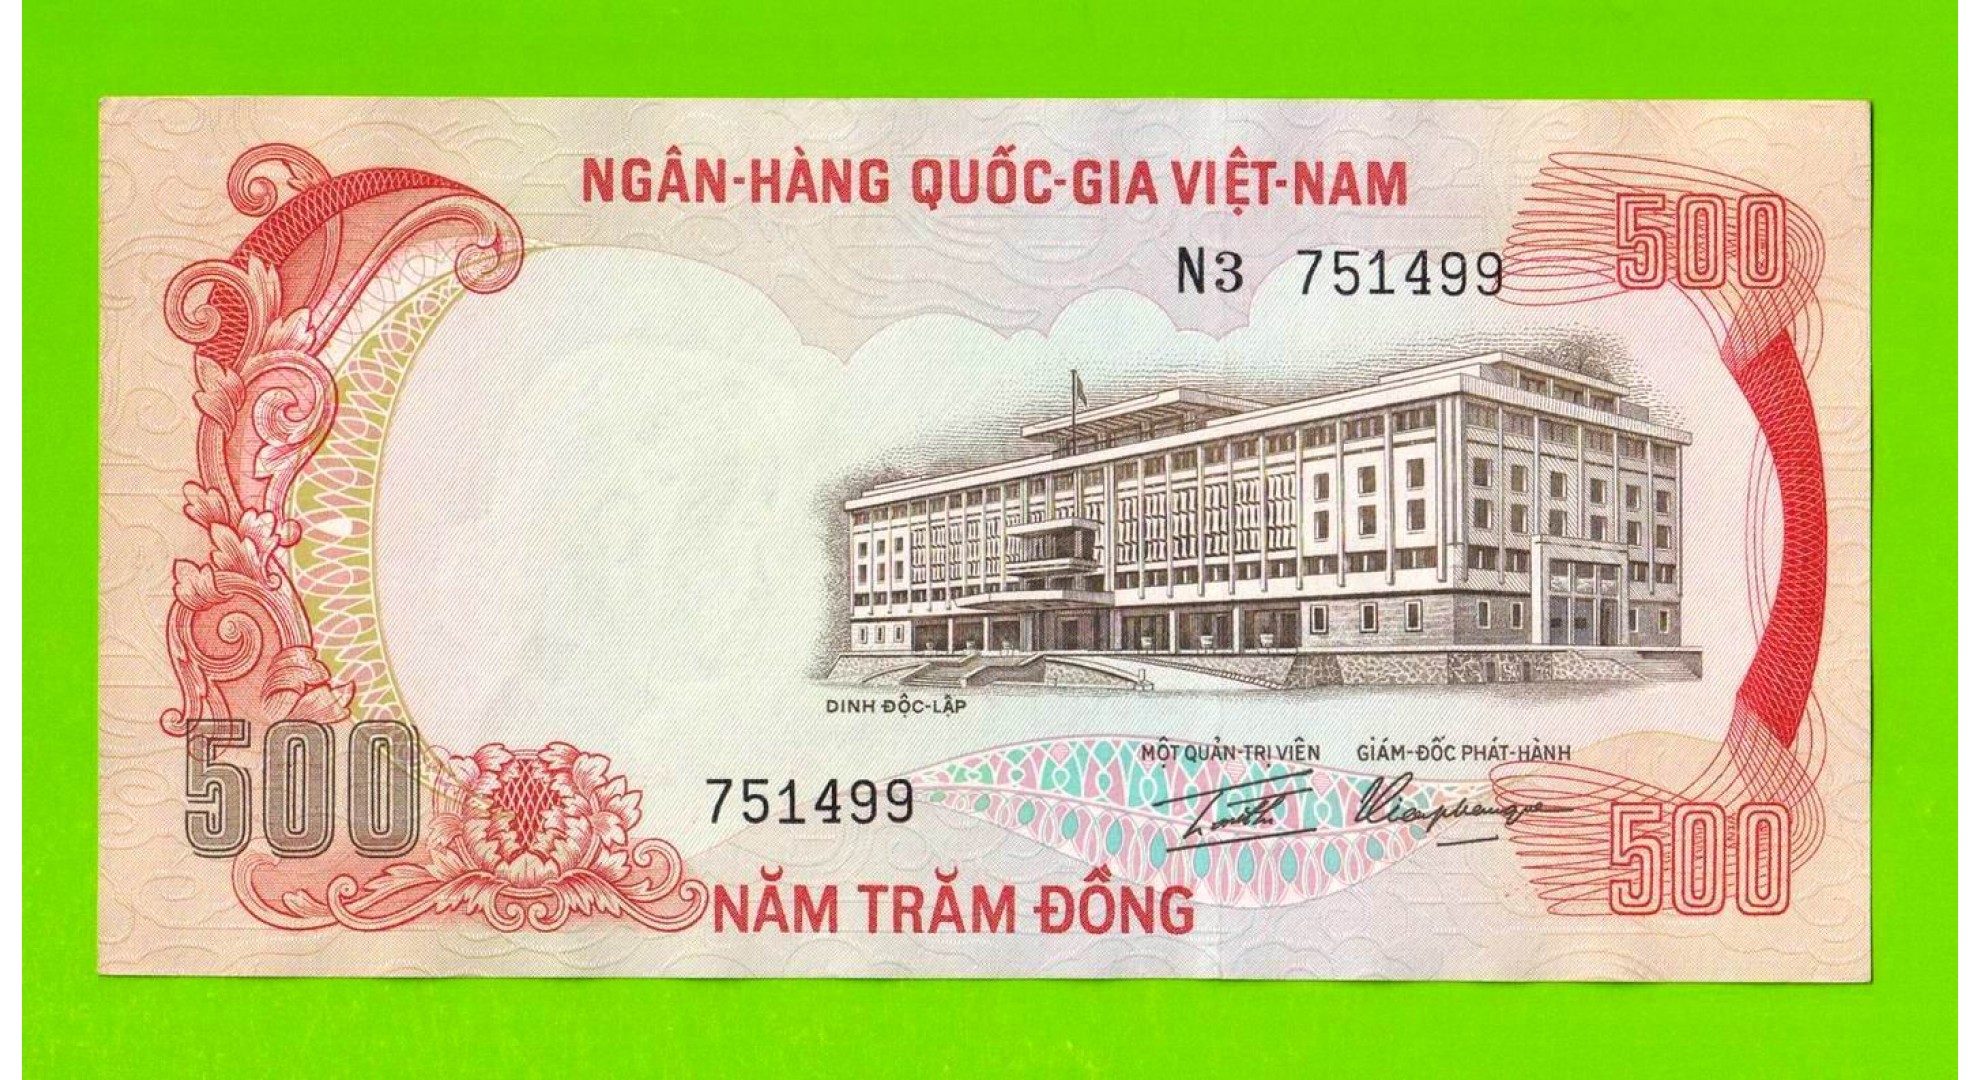 NGÂN-HÀNG QUỐC-GIA VIỆT-NAM
500
N3 751499
DINH ĐỘC-LẬP
MỘT QUẢN-TRỊ VIÊN GIÁM-ĐỐC PHÁT-HÀNH
500
751499
500
NĂM TRĂM ĐỒNG